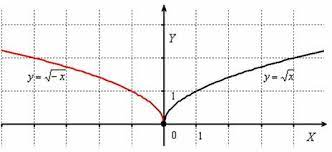 Y
y = √-x
y = √x
1
0 1 X